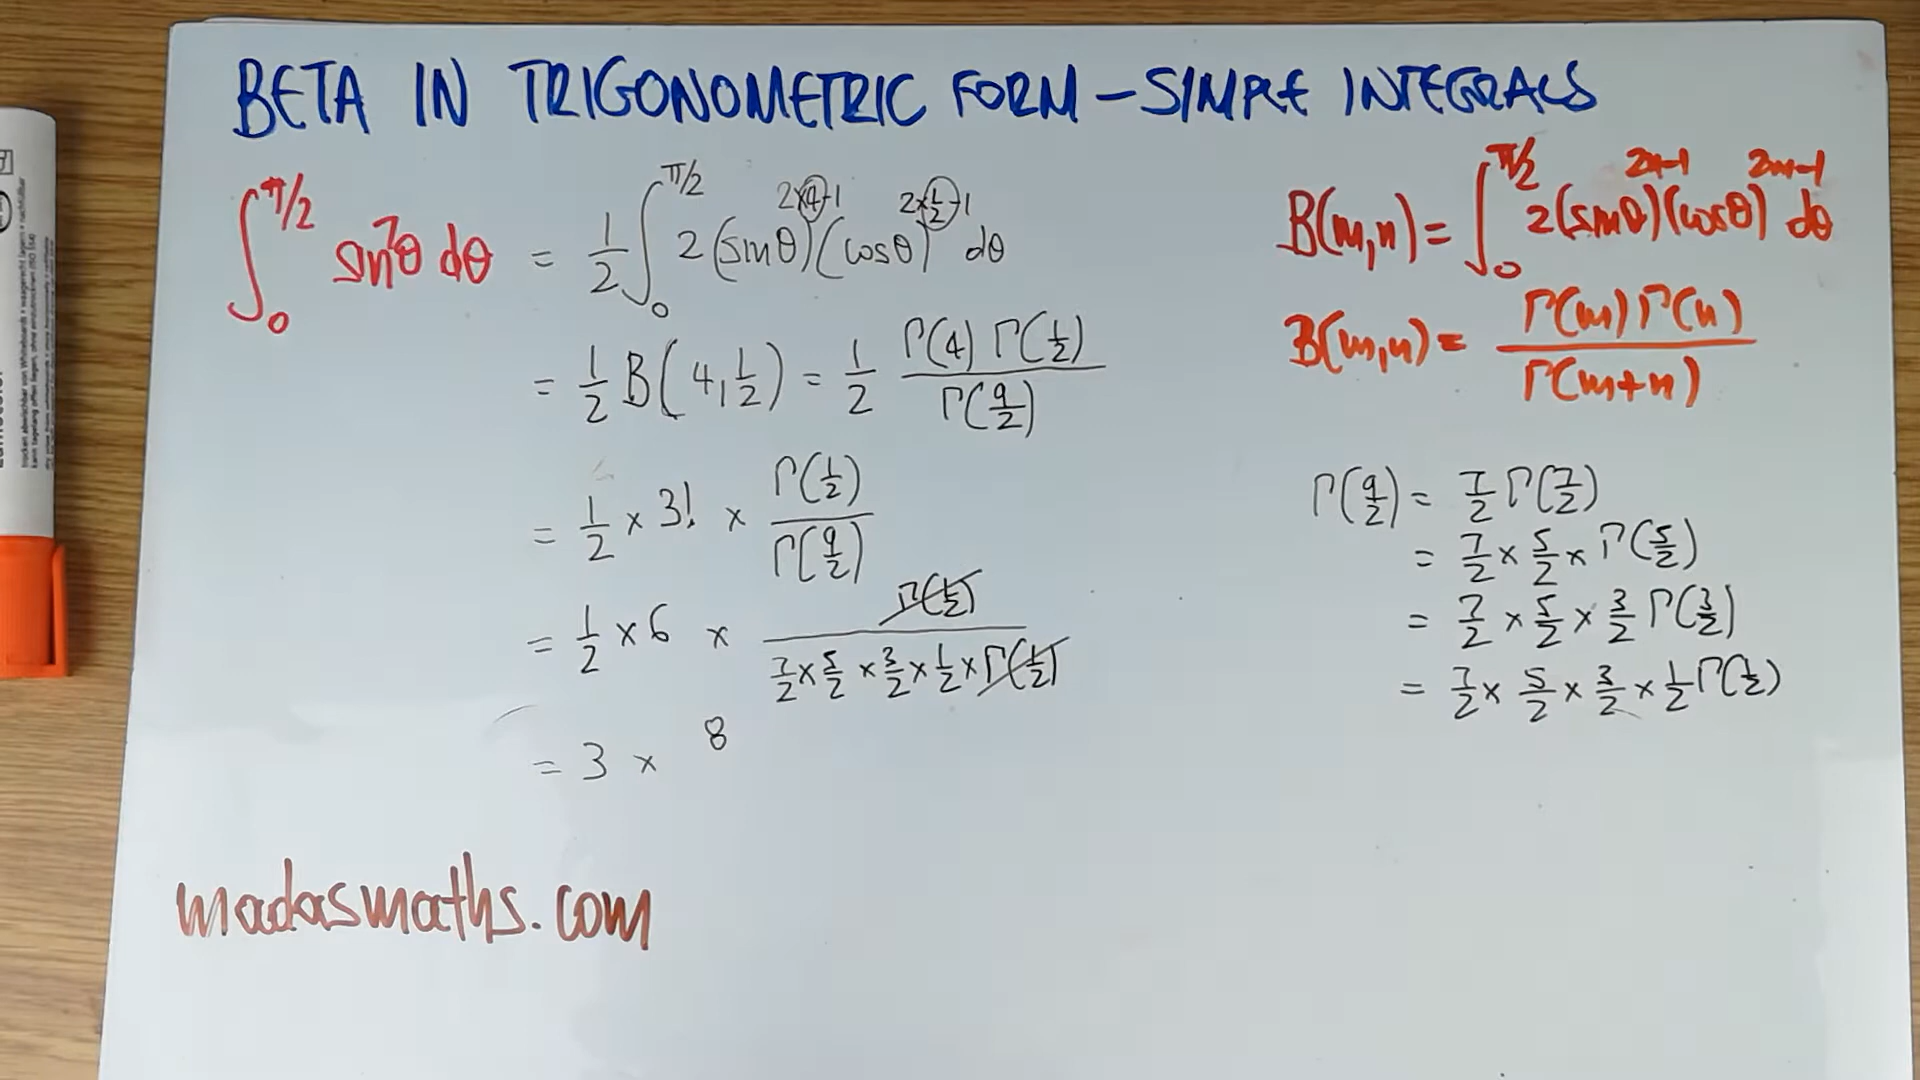 BETA IN TRIGONOMETRIC FORM – SIMPLE INTEGRALS
∫₀^{π/2} sin⁷θ dθ = 1/2 ∫₀^{π/2} 2(sinθ)^{2×4-1}(cosθ)^{2×1/2-1} dθ
= 1/2 B(4, 1/2) = 1/2 Γ(4) Γ(1/2) / Γ(9/2)
= 1/2 × 3! × Γ(1/2) / Γ(9/2)
= 1/2 × 6 × Γ(1/2) / (7/2 × 5/2 × 3/2 × 1/2 × Γ(1/2))
= 3 × 8
B(m,n) = ∫₀^{π/2} 2(sinθ)^{2m-1}(cosθ)^{2n-1} dθ
B(m,n) = Γ(m) Γ(n) / Γ(m+n)
Γ(9/2) = 7/2 Γ(7/2)
= 7/2 × 5/2 × Γ(5/2)
= 7/2 × 5/2 × 3/2 Γ(3/2)
= 7/2 × 5/2 × 3/2 × 1/2 Γ(1/2)
madasmaths.com